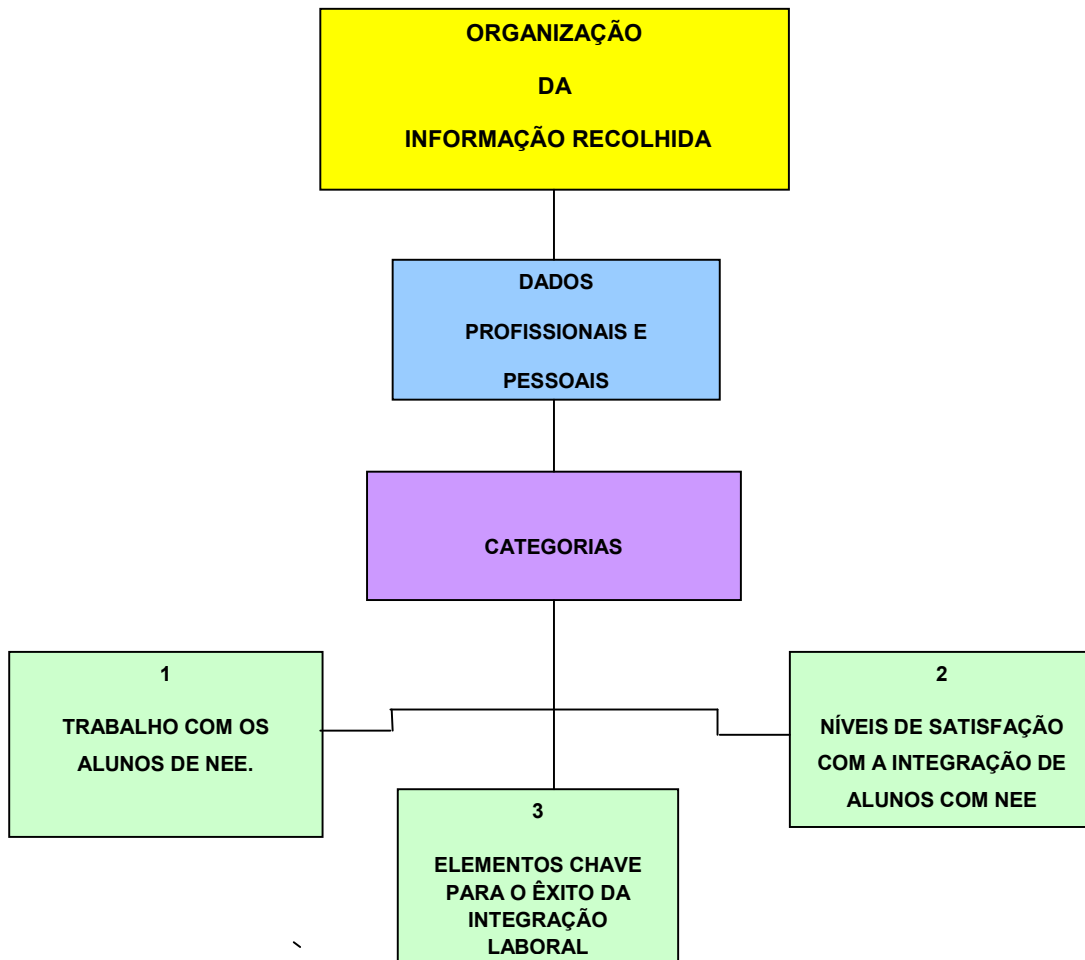 ORGANIZAÇÃO
DA
INFORMAÇÃO RECOLHIDA
DADOS
PROFISSIONAIS E
PESSOAIS
CATEGORIAS
1
TRABALHO COM OS
ALUNOS DE NEE.
2
NÍVEIS DE SATISFAÇÃO
COM A INTEGRAÇÃO DE
ALUNOS COM NEE
3
ELEMENTOS CHAVE
PARA O ÊXITO DA
INTEGRAÇÃO
LABORAL